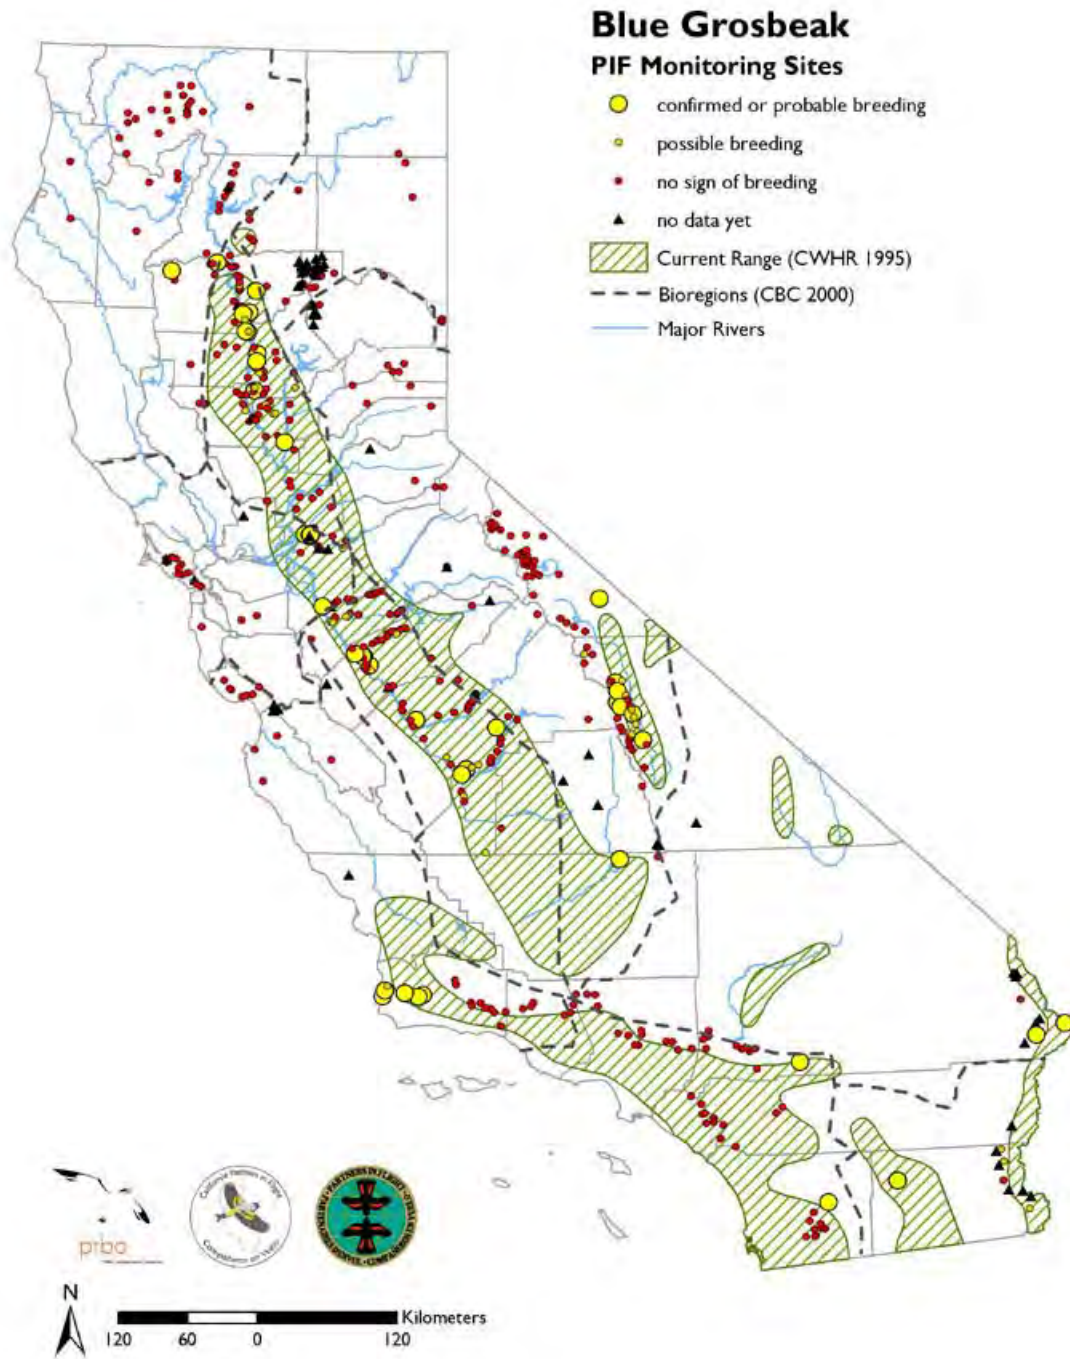 Blue Grosbeak
PIF Monitoring Sites
confirmed or probable breeding
possible breeding
no sign of breeding
no data yet
Current Range (CWHR 1995)
Bioregions (CBC 2000)
Major Rivers
prbo
N
Kilometers
120 60 0 120